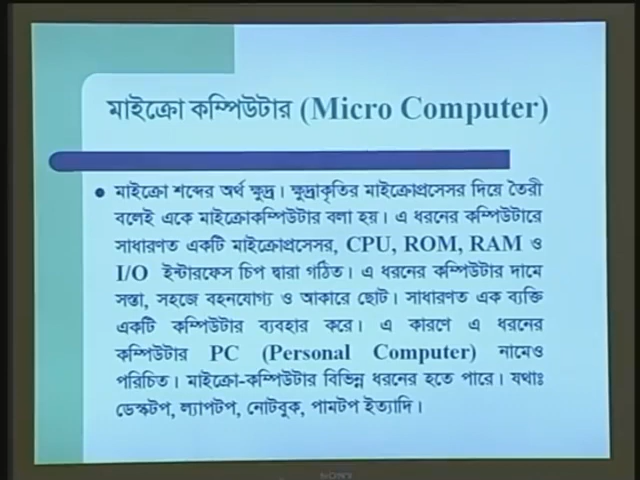 মাইক্রো কম্পিউটার (Micro Computer)
মাইক্রো শব্দের অর্থ ক্ষুদ্র। ক্ষুদ্রাকৃতির মাইক্রোপ্রসেসর দিয়ে তৈরী
বলেই একে মাইক্রোকম্পিউটার বলা হয়। এ ধরনের কম্পিউটারে
সাধারণত একটি মাইক্রোপ্রসেসর, CPU, ROM, RAM ও
I/O ইন্টারফেস চিপ দ্বারা গঠিত। এ ধরনের কম্পিউটার দামে
সস্তা, সহজে বহনযোগ্য ও আকারে ছোট। সাধারণত এক ব্যক্তি
একটি কম্পিউটার ব্যবহার করে। এ কারণে এ ধরনের
কম্পিউটার PC (Personal Computer) নামেও
পরিচিত। মাইক্রো-কম্পিউটার বিভিন্ন ধরনের হতে পারে। যথাঃ
ডেস্কটপ, ল্যাপটপ, নোটবুক, পামটপ ইত্যাদি।
SONY